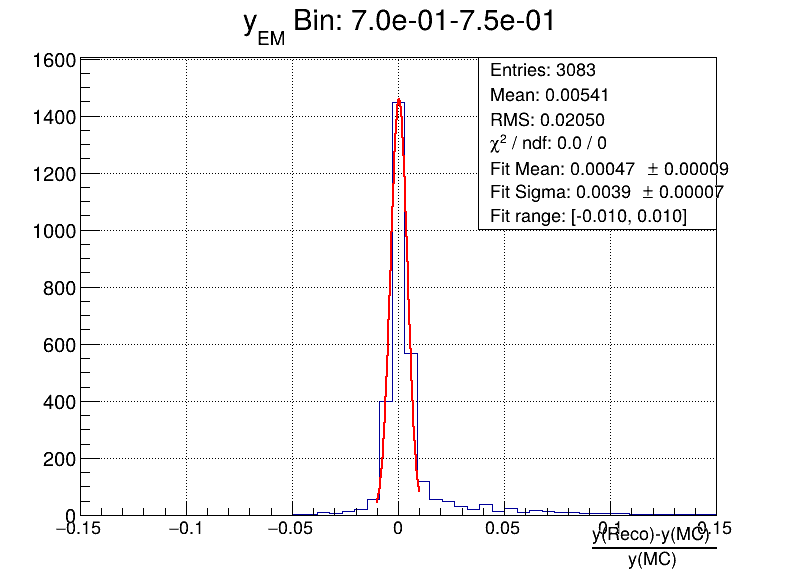 y_EM Bin: 7.0e-01-7.5e-01
Entries: 3083
Mean: 0.00541
RMS: 0.02050
χ² / ndf: 0.0 / 0
Fit Mean: 0.00047 ± 0.00009
Fit Sigma: 0.0039 ± 0.00007
Fit range: [-0.010, 0.010]
1600
1400
1200
1000
800
600
400
200
0
−0.15 −0.1 −0.05 0 0.05 0.1 0.15
y(Reco)-y(MC)
y(MC)